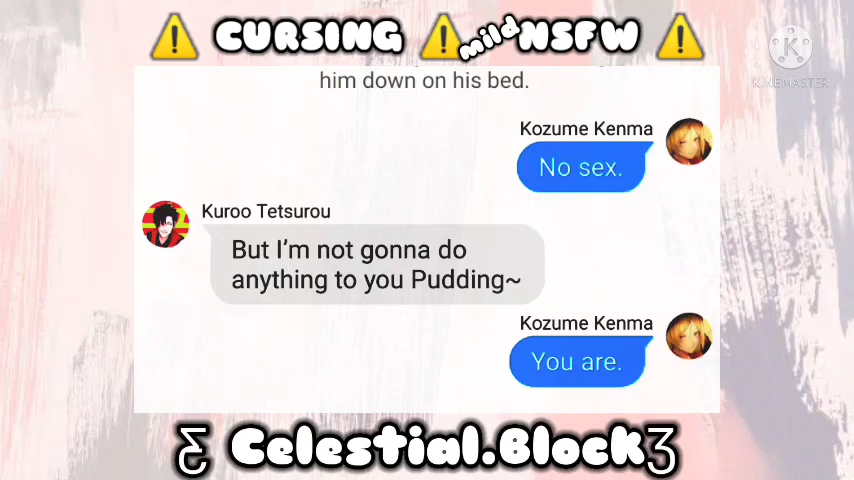 ⚠️ CURSING ⚠️ mild NSFW ⚠️
KINEMASTER
him down on his bed.
Kozume Kenma
No sex.
Kuroo Tetsurou
But I'm not gonna do
anything to you Pudding~
Kozume Kenma
You are.
Ƹ Celestial.Block Ʒ